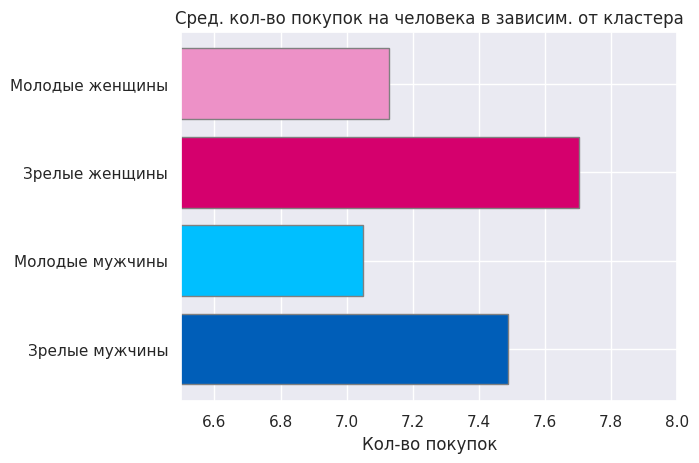 Сред. кол-во покупок на человека в зависим. от кластера
Молодые женщины
Зрелые женщины
Молодые мужчины
Зрелые мужчины
6.6 6.8 7.0 7.2 7.4 7.6 7.8 8.0
Кол-во покупок